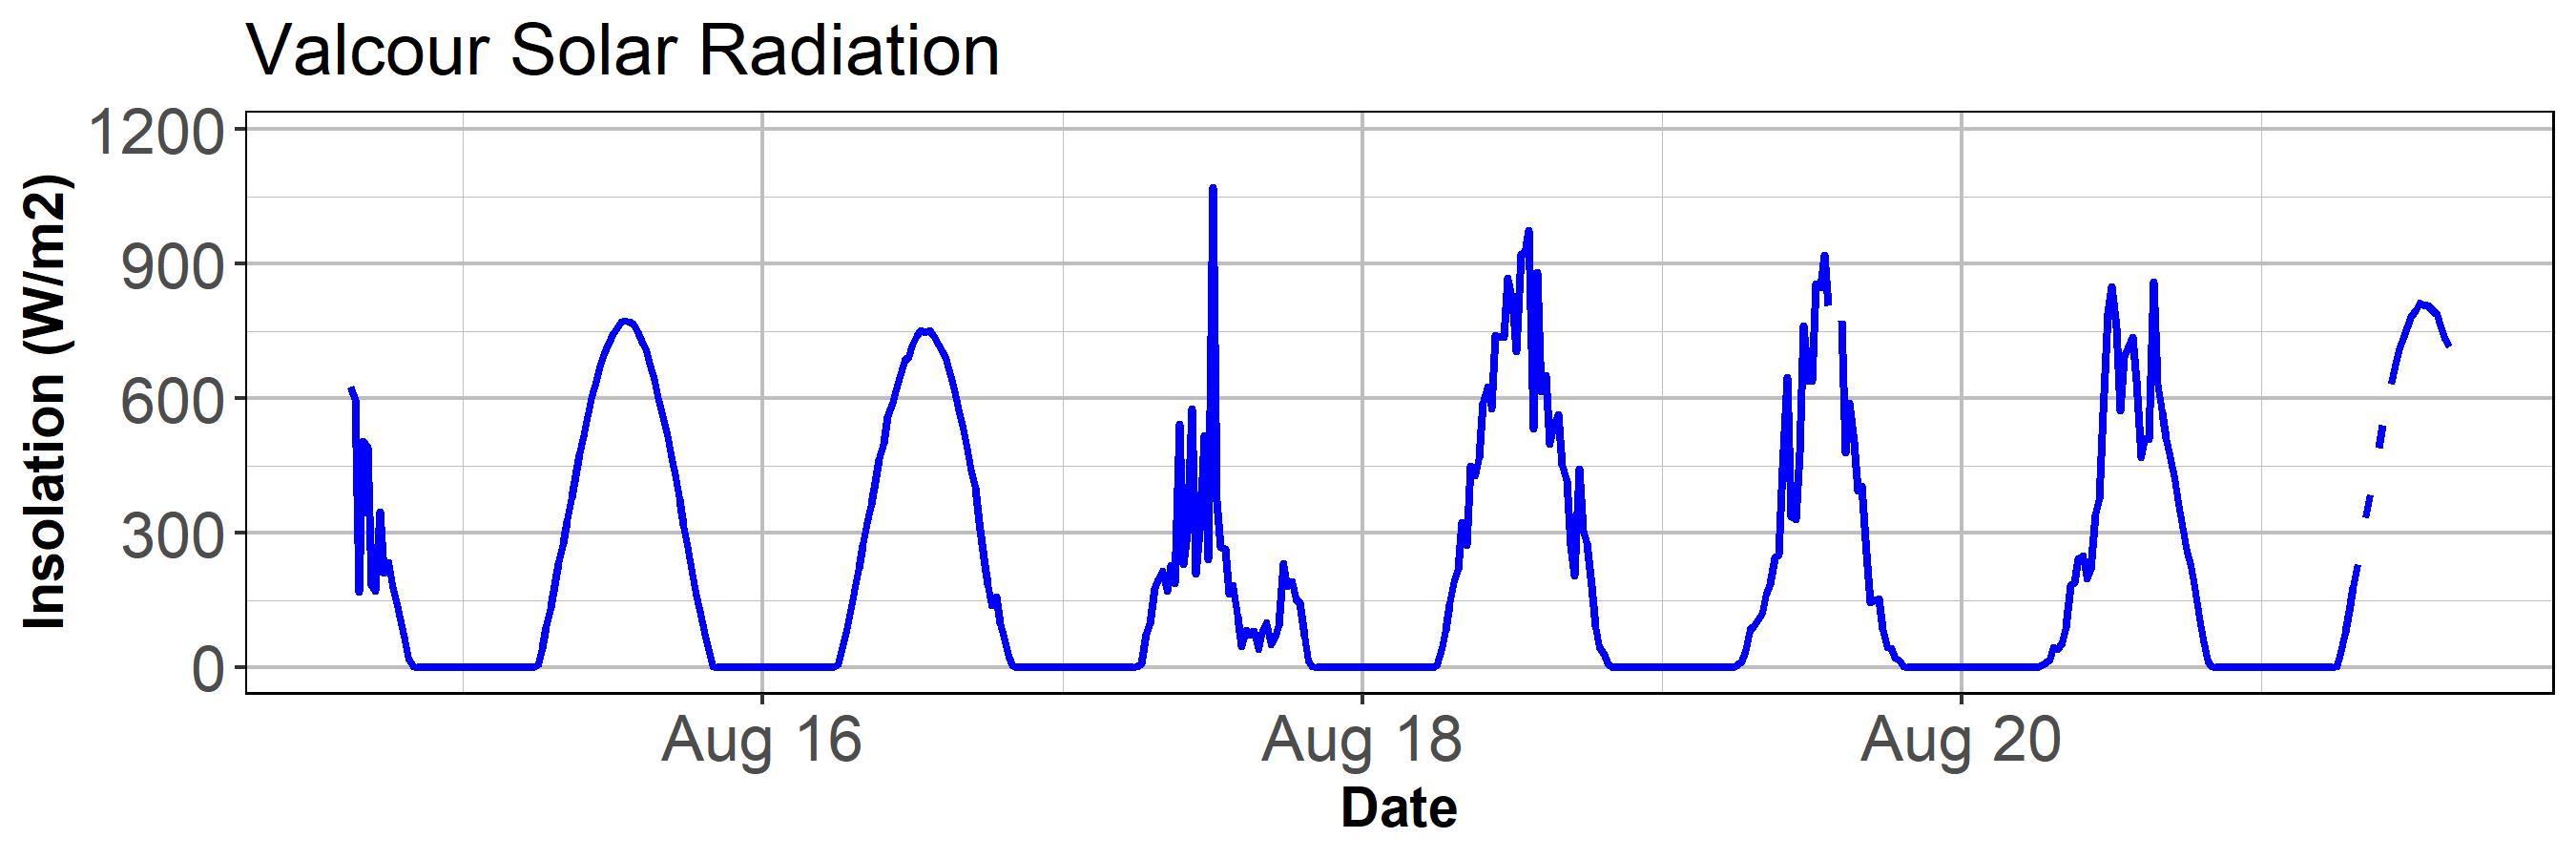 Valcour Solar Radiation
Insolation (W/m2)
1200
900
600
300
0
Aug 16
Aug 18
Aug 20
Date